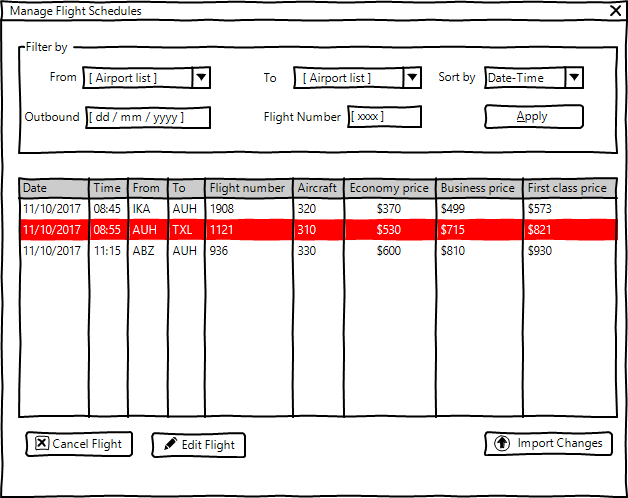 Manage Flight Schedules
Filter by
From [ Airport list ] To [ Airport list ] Sort by Date-Time
Outbound [ dd / mm / yyyy ] Flight Number [ xxxx ] Apply
Date Time From To Flight number Aircraft Economy price Business price First class price
11/10/2017 08:45 IKA AUH 1908 320 $370 $499 $573
11/10/2017 08:55 AUH TXL 1121 310 $530 $715 $821
11/10/2017 11:15 ABZ AUH 936 330 $600 $810 $930
Cancel Flight Edit Flight Import Changes